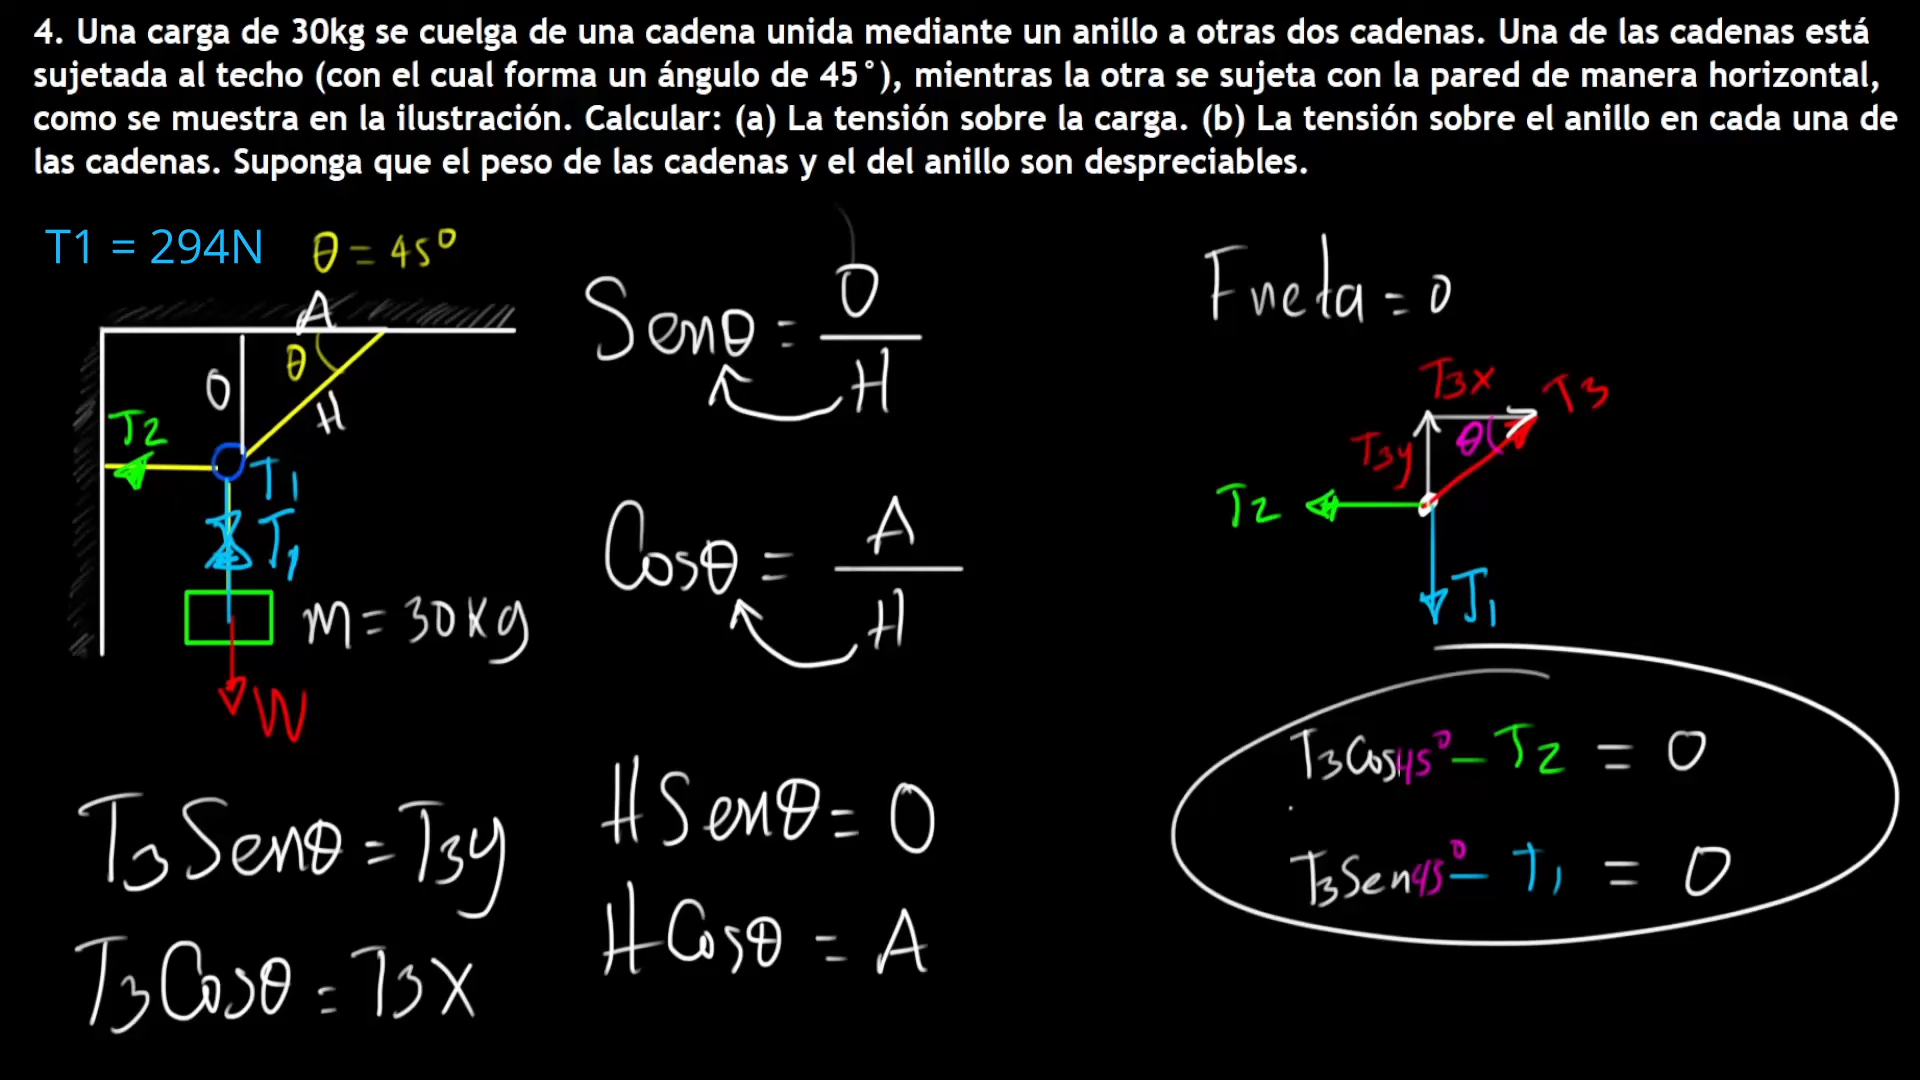 4. Una carga de 30kg se cuelga de una cadena unida mediante un anillo a otras dos cadenas. Una de las cadenas está
sujetada al techo (con el cual forma un ángulo de 45°), mientras la otra se sujeta con la pared de manera horizontal,
como se muestra en la ilustración. Calcular: (a) La tensión sobre la carga. (b) La tensión sobre el anillo en cada una de
las cadenas. Suponga que el peso de las cadenas y el del anillo son despreciables.
T1 = 294N
θ = 45°
A
θ
O
H
T2
T1
T1
m = 30kg
W
T3 Senθ = T3y
T3 Cosθ = T3x
Senθ = O/H
Cosθ = A/H
H Senθ = O
H Cosθ = A
Fneta = 0
T3x
T3
T3y
θ
T2
T1
T3Cos45° - T2 = 0
T3Sen45° - T1 = 0